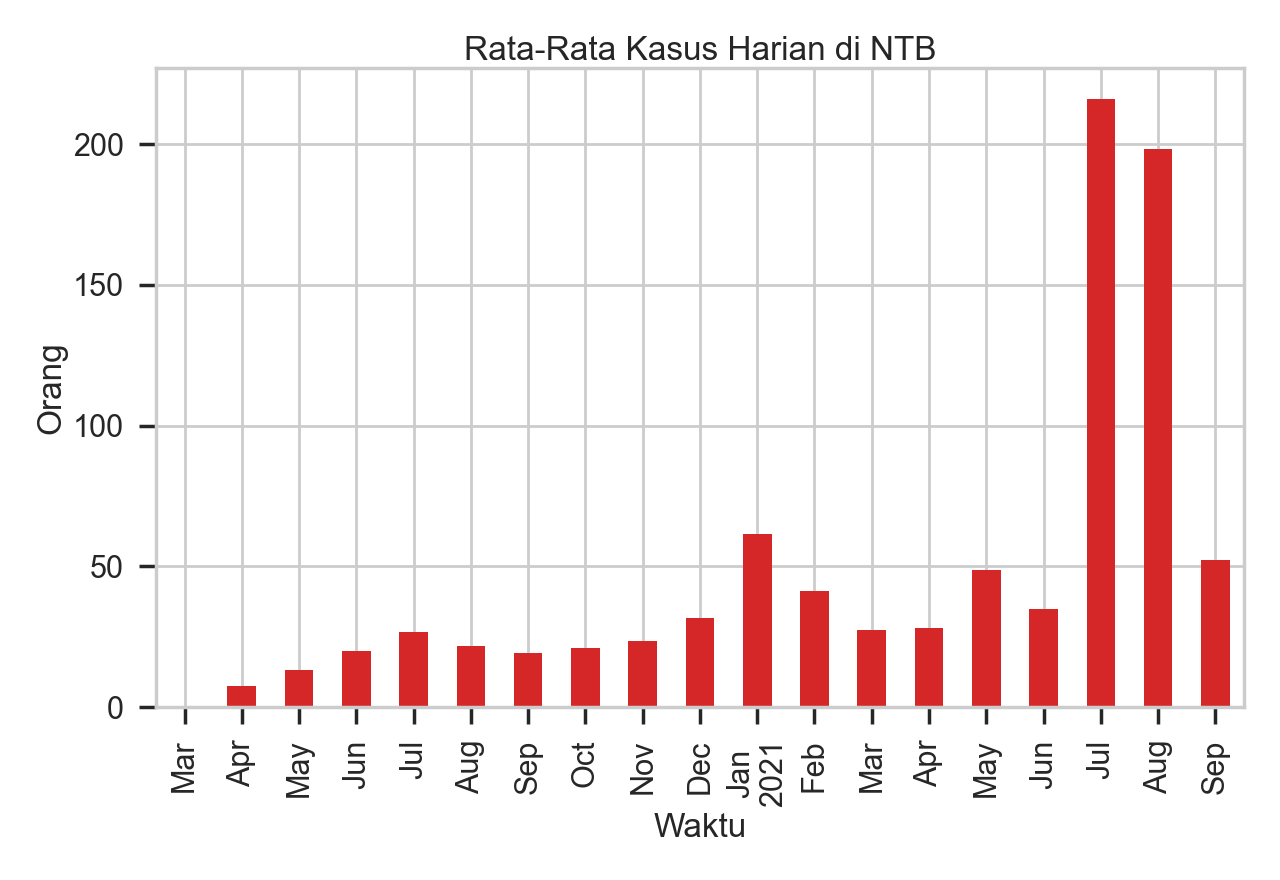 Rata-Rata Kasus Harian di NTB
200
150
100
50
0
Orang
Mar
Apr
May
Jun
Jul
Aug
Sep
Oct
Nov
Dec
Jan
2021
Feb
Mar
Apr
May
Jun
Jul
Aug
Sep
Waktu